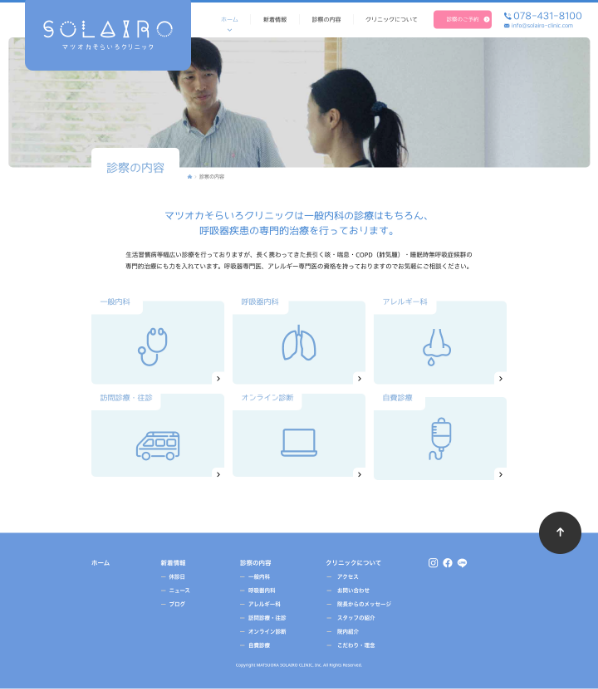 SOLAIRO
マツオカそらいろクリニック
ホーム
新着情報
診察の内容
クリニックについて
診察のご予約
078-431-8100
info@solairo-clinic.com
診察の内容
診察の内容
マツオカそらいろクリニックは一般内科の診療はもちろん、
呼吸器疾患の専門的治療を行っております。
生活習慣病等幅広い診療を行っておりますが、長く携わってきた長引く咳・喘息・COPD（肺気腫）・睡眠時無呼吸症候群の
専門的治療にも力を入れています。呼吸器専門医、アレルギー専門医の資格を持っておりますのでお気軽にご相談ください。
一般内科
呼吸器内科
アレルギー科
訪問診療・往診
オンライン診断
自費診療
ホーム
新着情報
休診日
ニュース
ブログ
診察の内容
一般内科
呼吸器内科
アレルギー科
訪問診療・往診
オンライン診断
自費診療
クリニックについて
アクセス
お問い合わせ
院長からのメッセージ
スタッフの紹介
院内紹介
こだわり・理念
Copyright MATSUOKA SOLAIRO CLINIC, Inc. All Rights Reserved.